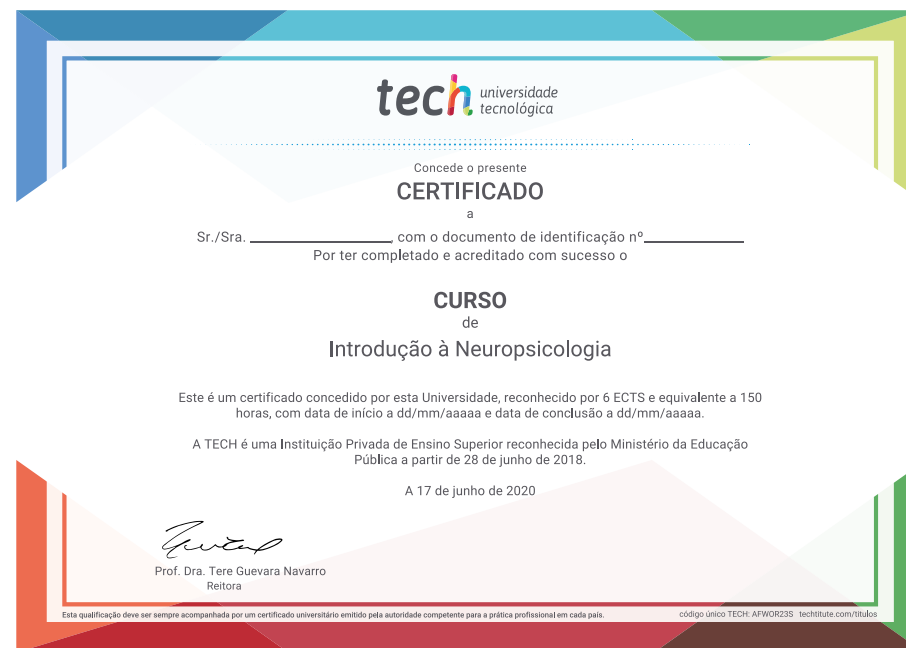 tech universidade
tecnológica
Concede o presente
CERTIFICADO
a
Sr./Sra. ________________, com o documento de identificação nº____________
Por ter completado e acreditado com sucesso o
CURSO
de
Introdução à Neuropsicologia
Este é um certificado concedido por esta Universidade, reconhecido por 6 ECTS e equivalente a 150
horas, com data de início a dd/mm/aaaaa e data de conclusão a dd/mm/aaaaa.
A TECH é uma Instituição Privada de Ensino Superior reconhecida pelo Ministério da Educação
Pública a partir de 28 de junho de 2018.
A 17 de junho de 2020
Prof. Dra. Tere Guevara Navarro
Reitora
Esta qualificação deve ser sempre acompanhada por um certificado universitário emitido pela autoridade competente para a prática profissional em cada país.
código único TECH: AFWOR23S techtitute.com/titulos